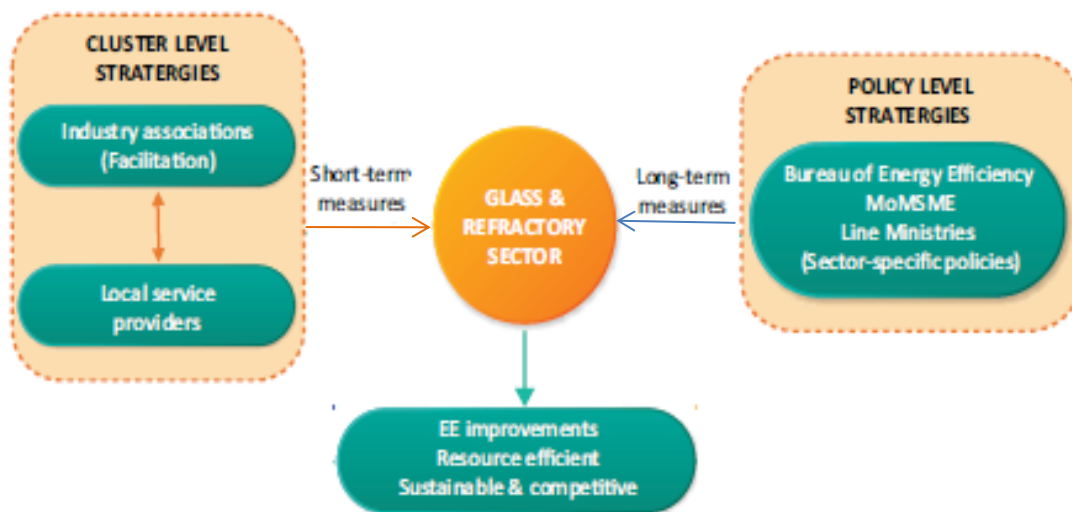 CLUSTER LEVEL
STRATERGIES
Industry associations
(Facilitation)
Local service
providers
Short-term
measures
GLASS &
REFRACTORY
SECTOR
Long-term
measures
POLICY LEVEL
STRATERGIES
Bureau of Energy Efficiency
MoMSME
Line Ministries
(Sector-specific policies)
EE improvements
Resource efficient
Sustainable & competitive